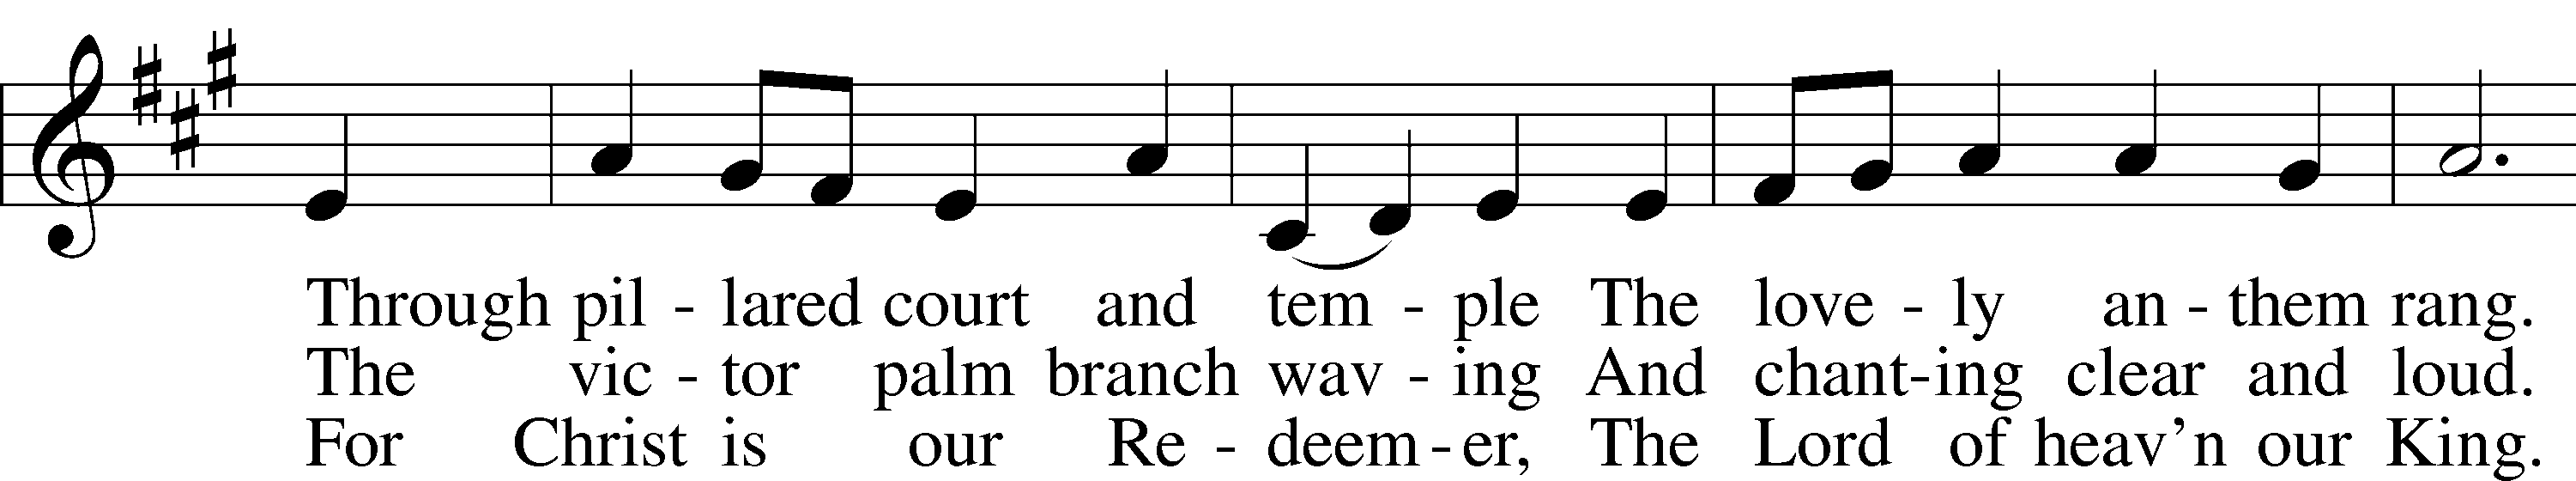 Through pil - lared court and tem - ple The love - ly an - them rang.
The vic - tor palm branch wav - ing And chant-ing clear and loud.
For Christ is our Re - deem - er, The Lord of heav'n our King.